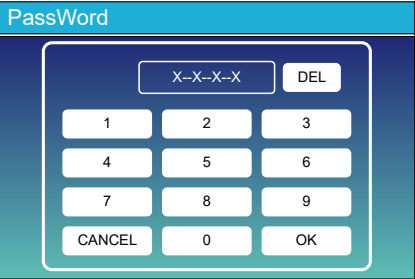 PassWord
X--X--X--X DEL
1 2 3
4 5 6
7 8 9
CANCEL 0 OK